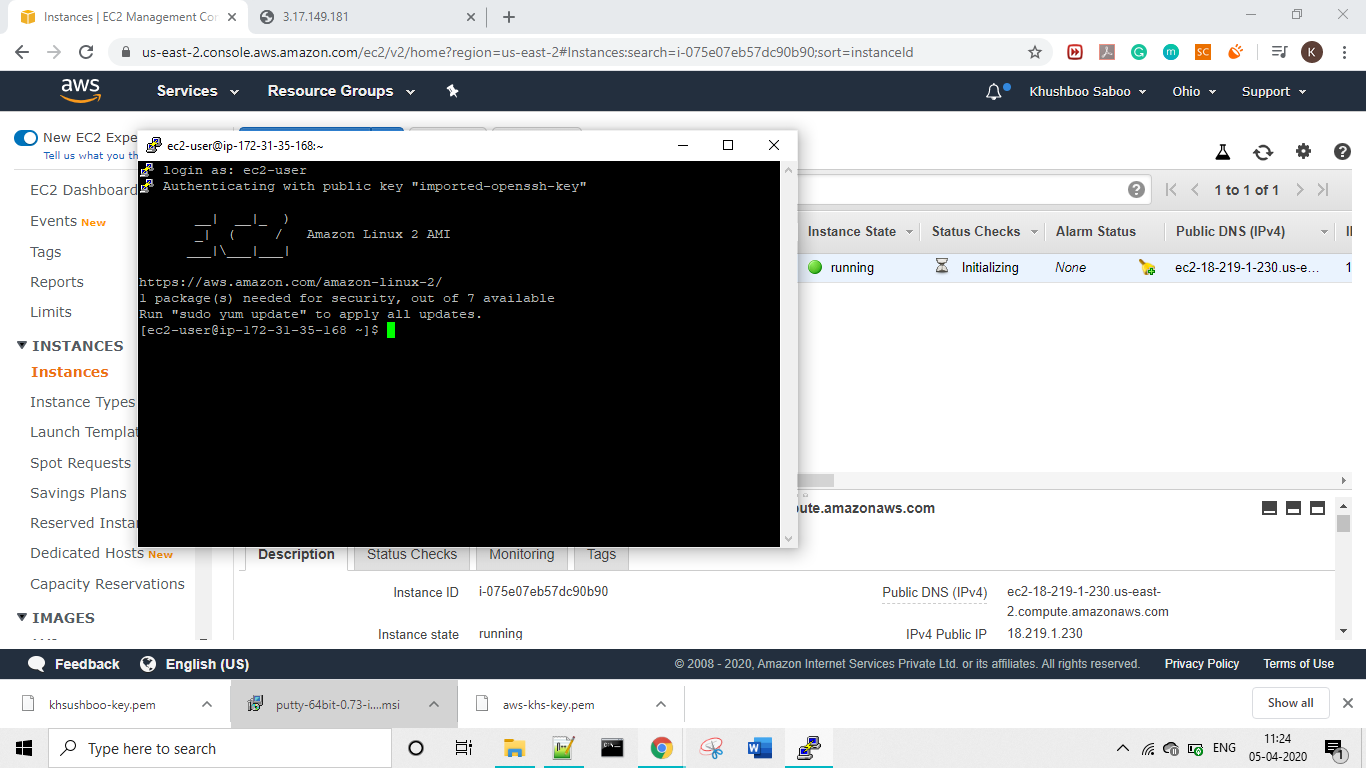 Instances | EC2 Management Con
3.17.149.181
us-east-2.console.aws.amazon.com/ec2/v2/home?region=us-east-2#Instances:search=i-075e07eb57dc90b90;sort=instanceId
SC
m
K
aws
Services
Resource Groups
Khushboo Saboo
Ohio
Support
New EC2 Expe
Tell us what you th
EC2 Dashboard
Events New
Tags
Reports
Limits
INSTANCES
Instances
Instance Types
Launch Templat
Spot Requests
Savings Plans
Reserved Instan
Dedicated Hosts New
Capacity Reservations
IMAGES
ec2-user@ip-172-31-35-168:~
login as: ec2-user
Authenticating with public key "imported-openssh-key"
Amazon Linux 2 AMI
https://aws.amazon.com/amazon-linux-2/
1 package(s) needed for security, out of 7 available
Run "sudo yum update" to apply all updates.
[ec2-user@ip-172-31-35-168 ~]$
1 to 1 of 1
Instance State
Status Checks
Alarm Status
Public DNS (IPv4)
running
Initializing
None
ec2-18-219-1-230.us-e...
ute.amazonaws.com
Description
Status Checks
Monitoring
Tags
Instance ID
i-075e07eb57dc90b90
Public DNS (IPv4)
ec2-18-219-1-230.us-east-
2.compute.amazonaws.com
Instance state
running
IPv4 Public IP
18.219.1.230
Feedback
English (US)
© 2008 - 2020, Amazon Internet Services Private Ltd. or its affiliates. All rights reserved.
Privacy Policy
Terms of Use
khsushboo-key.pem
putty-64bit-0.73-i....msi
aws-khs-key.pem
Show all
Type here to search
ENG
11:24
05-04-2020
1